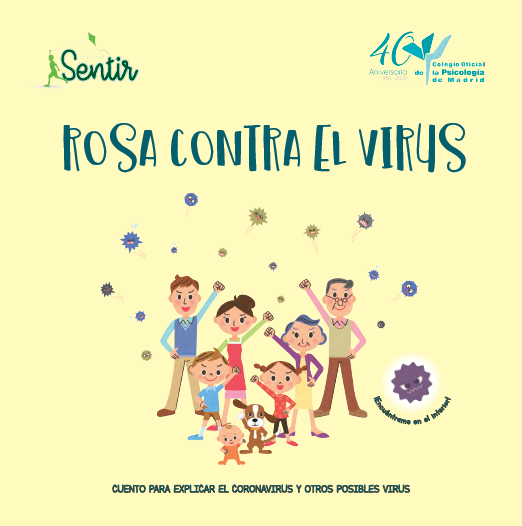 Sentir
40
Aniversario
de
Colegio Oficial
la Psicología
de Madrid
ROSA CONTRA EL VIRUS
¡Encuéntreme en el interior!
CUENTO PARA EXPLICAR EL CORONAVIRUS Y OTROS POSIBLES VIRUS